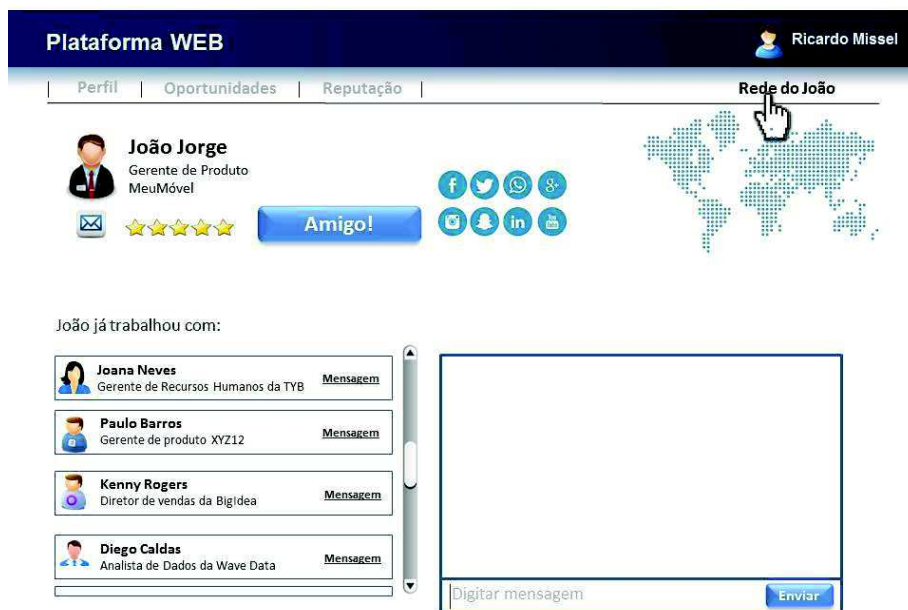 Plataforma WEB
Ricardo Missel
| Perfil | Oportunidades | Reputação |
Rede do João
João Jorge
Gerente de Produto
MeuMóvel
Amigo!
f
8+
in
You
João já trabalhou com:
Joana Neves
Gerente de Recursos Humanos da TYB
Mensagem
Paulo Barros
Gerente de produto XYZ12
Mensagem
Kenny Rogers
Diretor de vendas da BigIdea
Mensagem
Diego Caldas
Analista de Dados da Wave Data
Mensagem
Digitar mensagem
Enviar